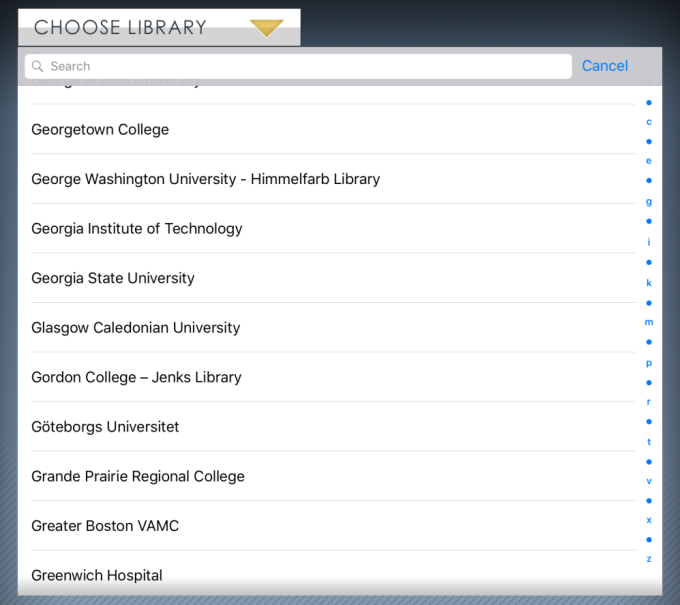 CHOOSE LIBRARY
Search
Cancel
Georgetown College
George Washington University - Himmelfarb Library
Georgia Institute of Technology
Georgia State University
Glasgow Caledonian University
Gordon College – Jenks Library
Göteborgs Universitet
Grande Prairie Regional College
Greater Boston VAMC
Greenwich Hospital
c
e
g
i
k
m
p
r
t
v
x
z